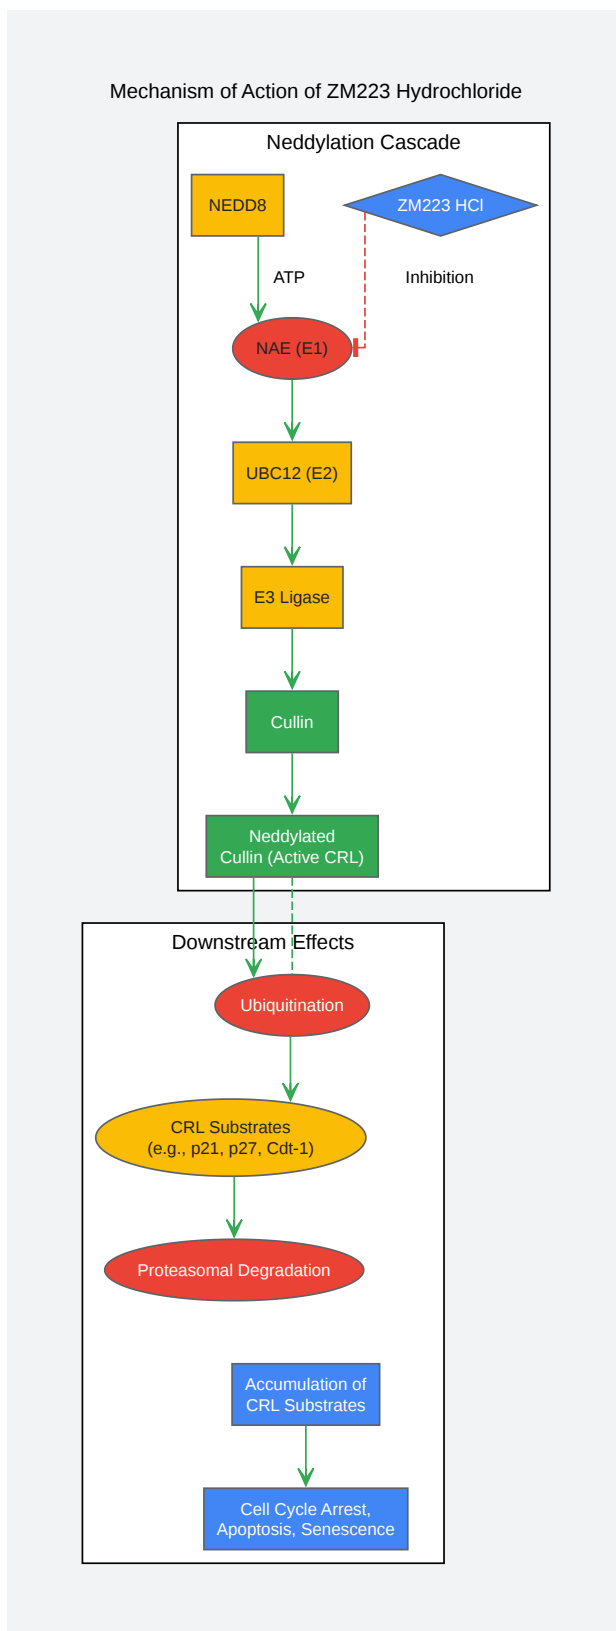 Mechanism of Action of ZM223 Hydrochloride
Neddylation Cascade
NEDD8
ZM223 HCl
ATP
Inhibition
NAE (E1)
UBC12 (E2)
E3 Ligase
Cullin
Neddylated
Cullin (Active CRL)
Downstream Effects
Ubiquitination
CRL Substrates
(e.g., p21, p27, Cdt-1)
Proteasomal Degradation
Accumulation of
CRL Substrates
Cell Cycle Arrest,
Apoptosis, Senescence